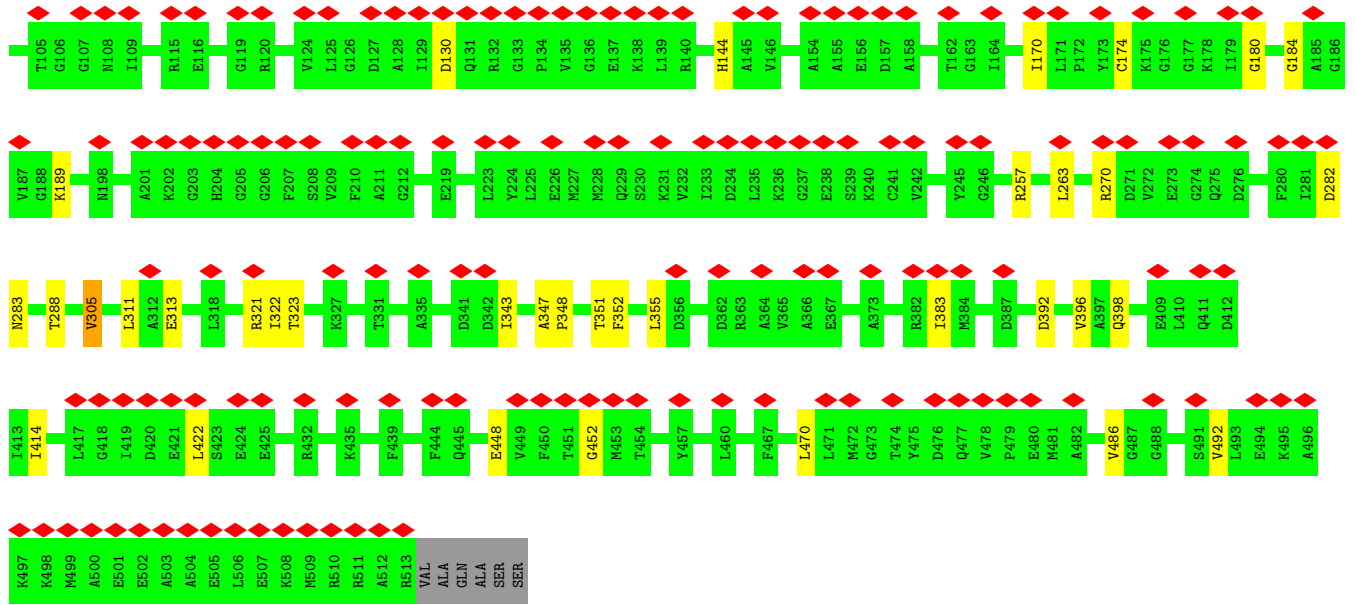 T105 G106 G107 N108 I109 R115 E116 G119 R120 V124 L125 G126 D127 A128 I129 D130 Q131 R132 G133 P134 V135 G136 E137 K138 L139 R140 H144 A145 V146 A154 A155 E156 D157 A158 T162 G163 I164 I170 L171 P172 Y173 C174 K175 G176 G177 K178 I179 G180 G184 A185 G186
V187 G188 K189 N198 A201 K202 G203 H204 G205 G206 F207 S208 V209 F210 A211 G212 E219 L223 Y224 L225 E226 M227 M228 Q229 S230 K231 V232 I233 D234 L235 K236 G237 E238 S239 K240 C241 V242 Y245 G246 R257 L263 R270 D271 V272 E273 G274 Q275 D276 F280 I281 D282
N283 T288 V305 L311 A312 E313 L318 R321 I322 T323 K327 T331 A335 D341 D342 I343 A347 P348 T351 F352 L355 D356 D362 R363 A364 V365 A366 E367 A373 R382 I383 M384 D387 D392 V396 A397 Q398 E409 L410 Q411 D412
I413 I414 L417 G418 I419 D420 E421 L422 S423 E424 E425 R432 K435 F439 F444 Q445 E448 V449 F450 T451 G452 M453 T454 Y457 L460 F467 L470 L471 M472 G473 T474 Y475 D476 Q477 V478 P479 E480 M481 A482 V486 G487 G488 S491 V492 L493 E494 K495 A496
K497 K498 M499 A500 E501 E502 A503 A504 E505 L506 E507 K508 M509 R510 R511 A512 R513 VAL ALA GLN ALA SER SER